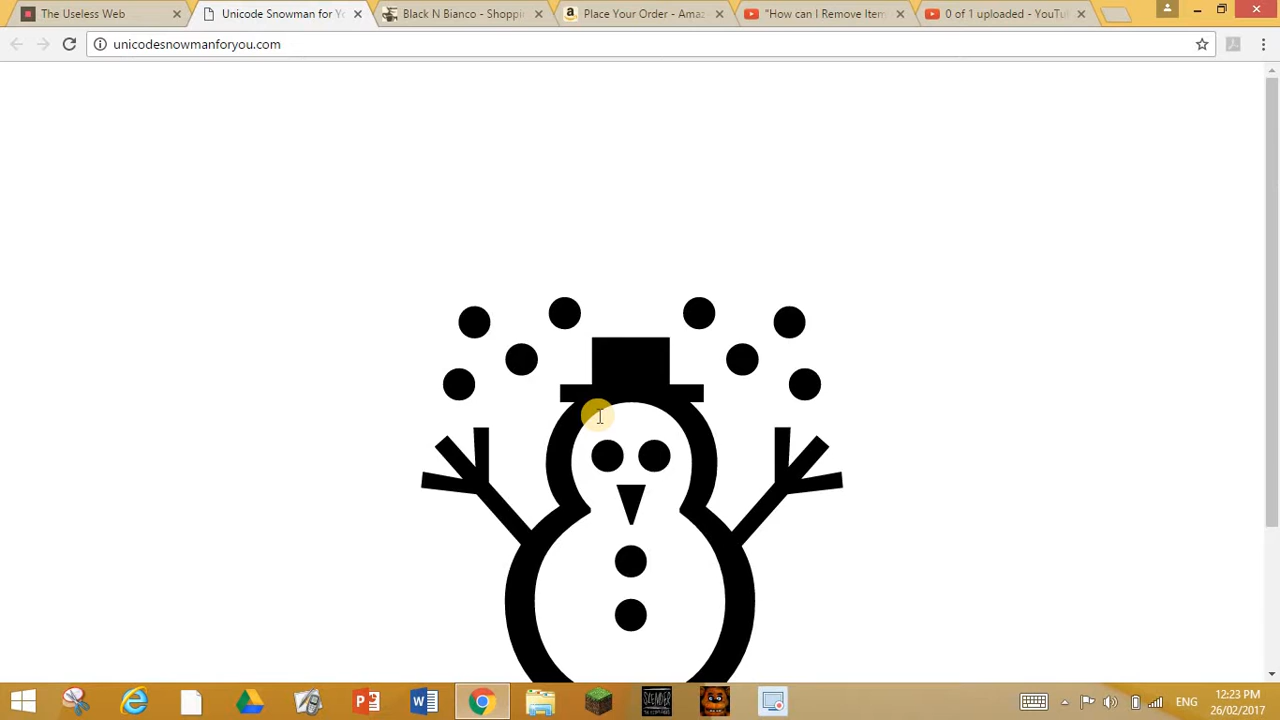 The Useless Web
Unicode Snowman for Yo
Black N Bianco - Shoppi
Place Your Order - Amaz
"How can I Remove Item
0 of 1 uploaded - YouTu
unicodesnowmanforyou.com
SLENDER
ENG
12:23 PM
26/02/2017